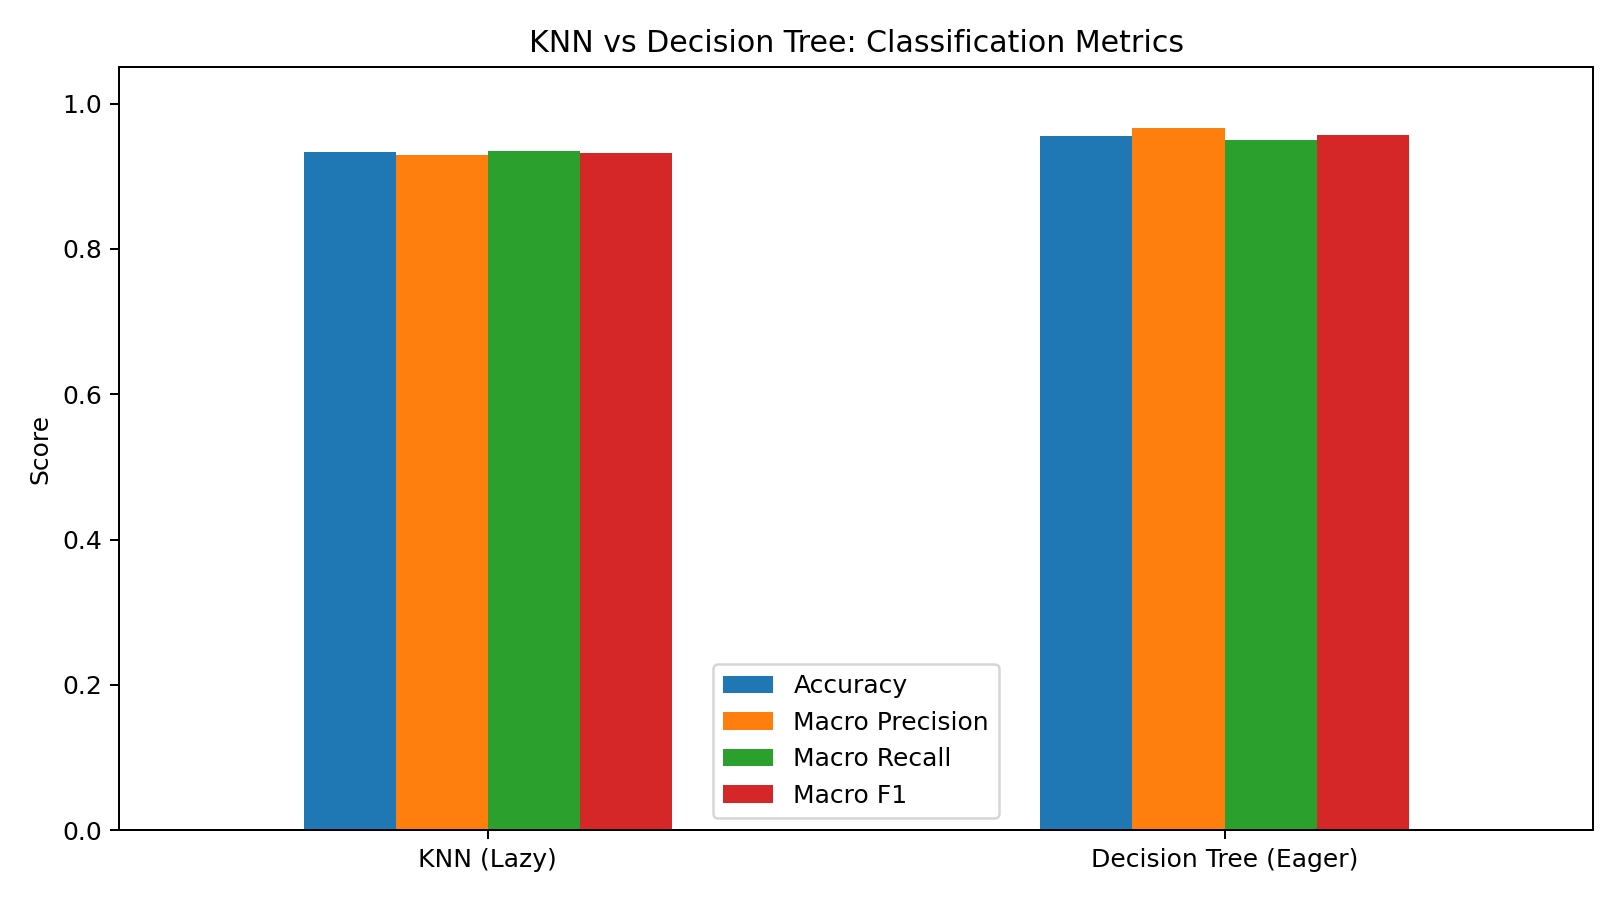 KNN vs Decision Tree: Classification Metrics
1.0
0.8
0.6
0.4
0.2
0.0
Score
Accuracy
Macro Precision
Macro Recall
Macro F1
KNN (Lazy)
Decision Tree (Eager)